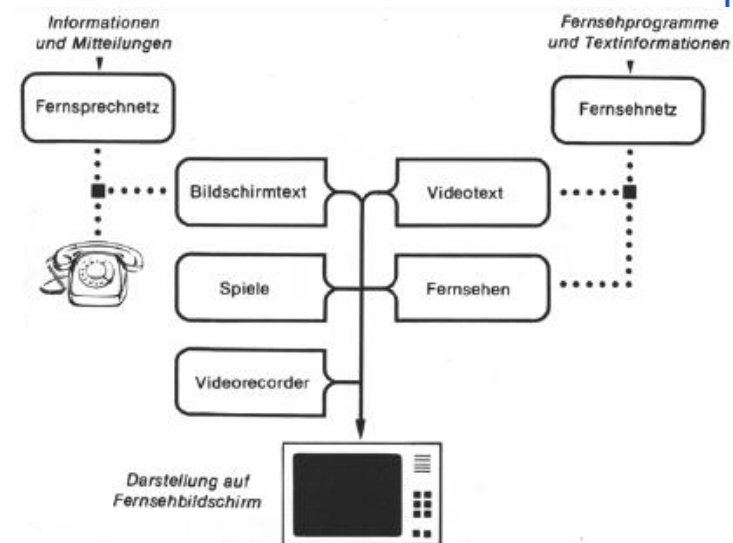 Informationen
und Mitteilungen
Fernsehprogramme
und Textinformationen
Fernsprechnetz
Fernsehnetz
Bildschirmtext
Videotext
Spiele
Fernsehen
Videorecorder
Darstellung auf
Fernsehbildschirm